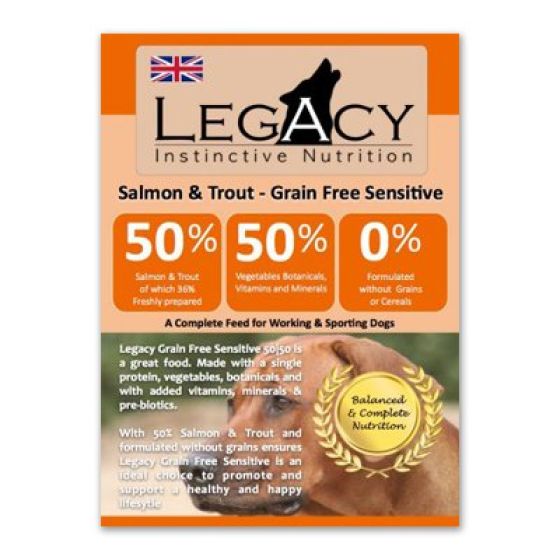 LEGACY
Instinctive Nutrition
Salmon & Trout - Grain Free Sensitive
50%
Salmon & Trout
of which 36%
Freshly prepared
50%
Vegetables Botanicals,
Vitamins and Minerals
0%
Formulated
without Grains
or Cereals
A Complete Feed for Working & Sporting Dogs
Legacy Grain Free Sensitive 50:50 is
a great food. Made with a single
protein, vegetables, botanicals and
with added vitamins, minerals &
pre-biotics.
With 50% Salmon & Trout and
formulated without grains ensures
Legacy Grain Free Sensitive is an
ideal choice to promote and
support a healthy and happy
lifesytle
Balanced
& Complete
Nutrition